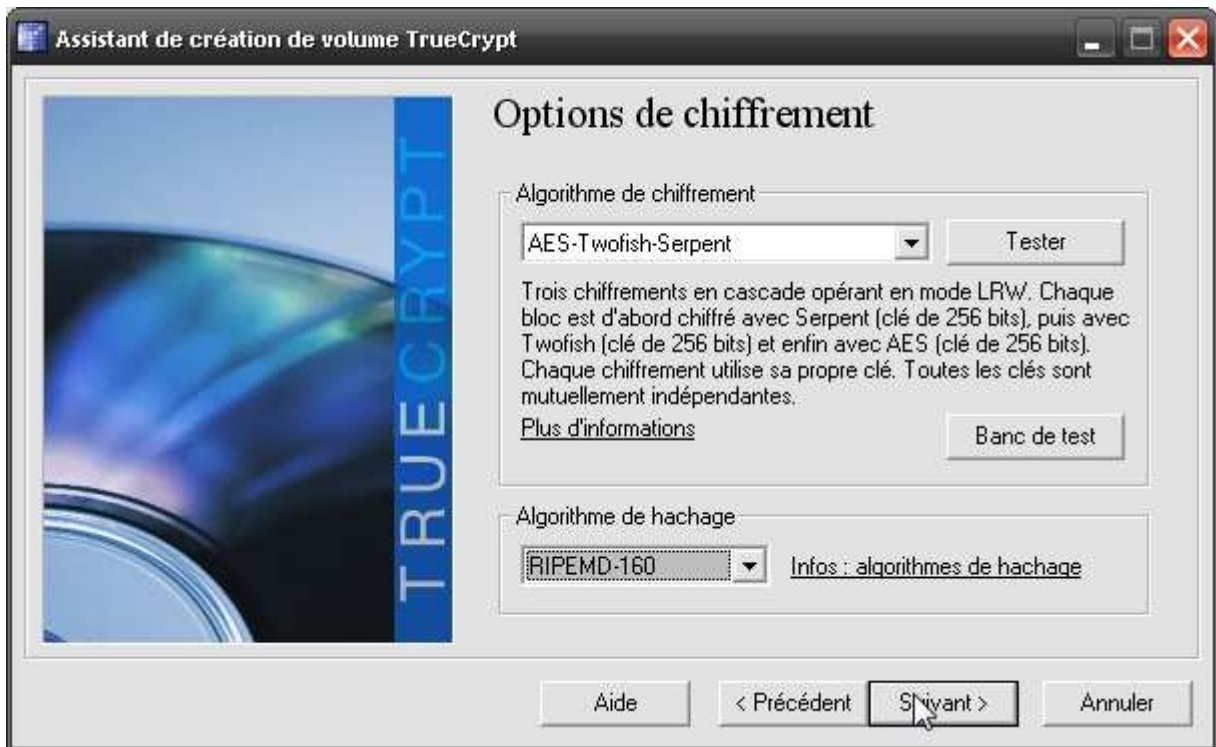 Assistant de création de volume TrueCrypt
TRUECRYPT
Options de chiffrement
Algorithme de chiffrement
AES-Twofish-Serpent
Tester
Trois chiffrements en cascade opérant en mode LRW. Chaque
bloc est d'abord chiffré avec Serpent (clé de 256 bits), puis avec
Twofish (clé de 256 bits) et enfin avec AES (clé de 256 bits).
Chaque chiffrement utilise sa propre clé. Toutes les clés sont
mutuellement indépendantes.
Plus d'informations
Banc de test
Algorithme de hachage
RIPEMD-160
Infos : algorithmes de hachage
Aide
< Précédent
Suivant >
Annuler